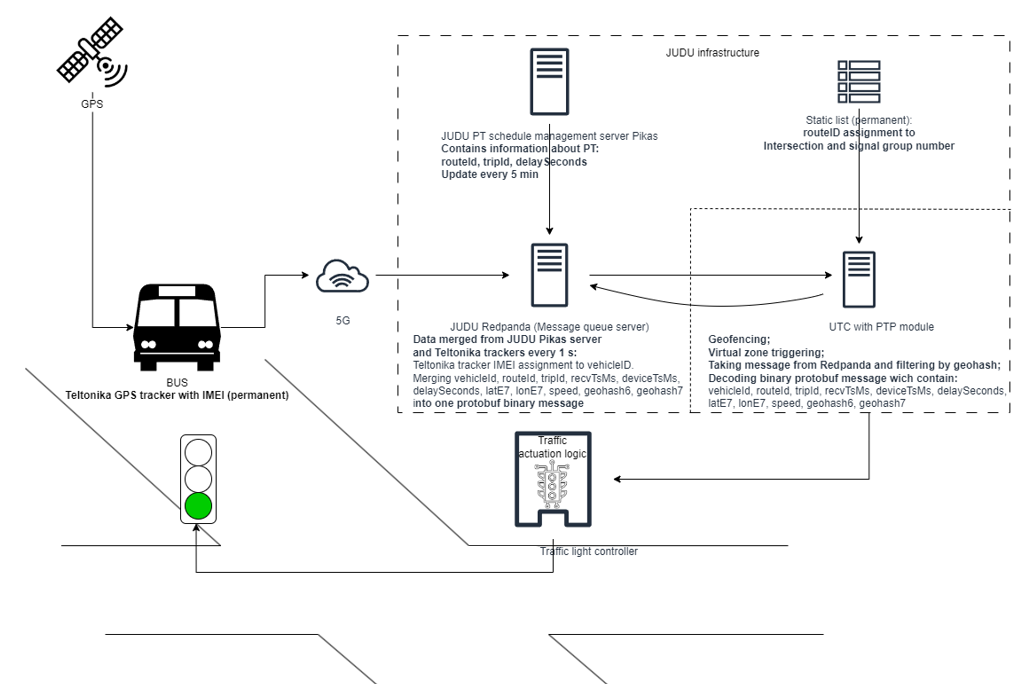 JUDU infrastructure
GPS
JUDU PT schedule management server Pikas
Contains information about PT:
routeId, tripId, delaySeconds
Update every 5 min
Static list (permanent):
routeID assignment to
Intersection and signal group number
5G
JUDU Redpanda (Message queue server)
Data merged from JUDU Pikas server
and Teltonika trackers every 1 s:
Teltonika tracker IMEI assignment to vehicleID.
Merging vehicleId, routeId, tripId, recvTsMs, deviceTsMs,
delaySeconds, latE7, lonE7, speed, geohash6, geohash7
into one protobuf binary message
UTC with PTP module
Geofencing;
Virtual zone triggering;
Taking message from Redpanda and filtering by geohash;
Decoding binary protobuf message wich contain:
vehicleId, routeId, tripId, recvTsMs, deviceTsMs, delaySeconds,
latE7, lonE7, speed, geohash6, geohash7
BUS
Teltonika GPS tracker with IMEI (permanent)
Traffic
actuation logic
Traffic light controller